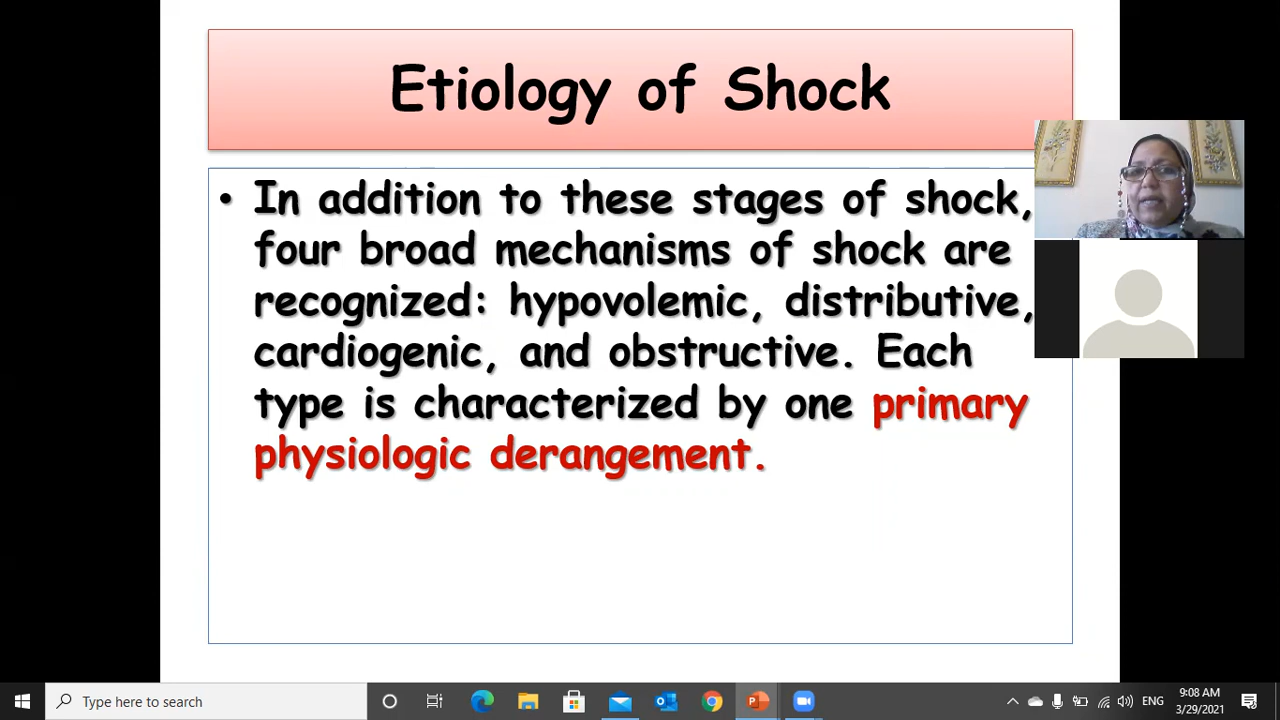 Etiology of Shock
• In addition to these stages of shock,
four broad mechanisms of shock are
recognized: hypovolemic, distributive,
cardiogenic, and obstructive. Each
type is characterized by one primary
physiologic derangement.
Type here to search
ENG
9:08 AM
3/29/2021